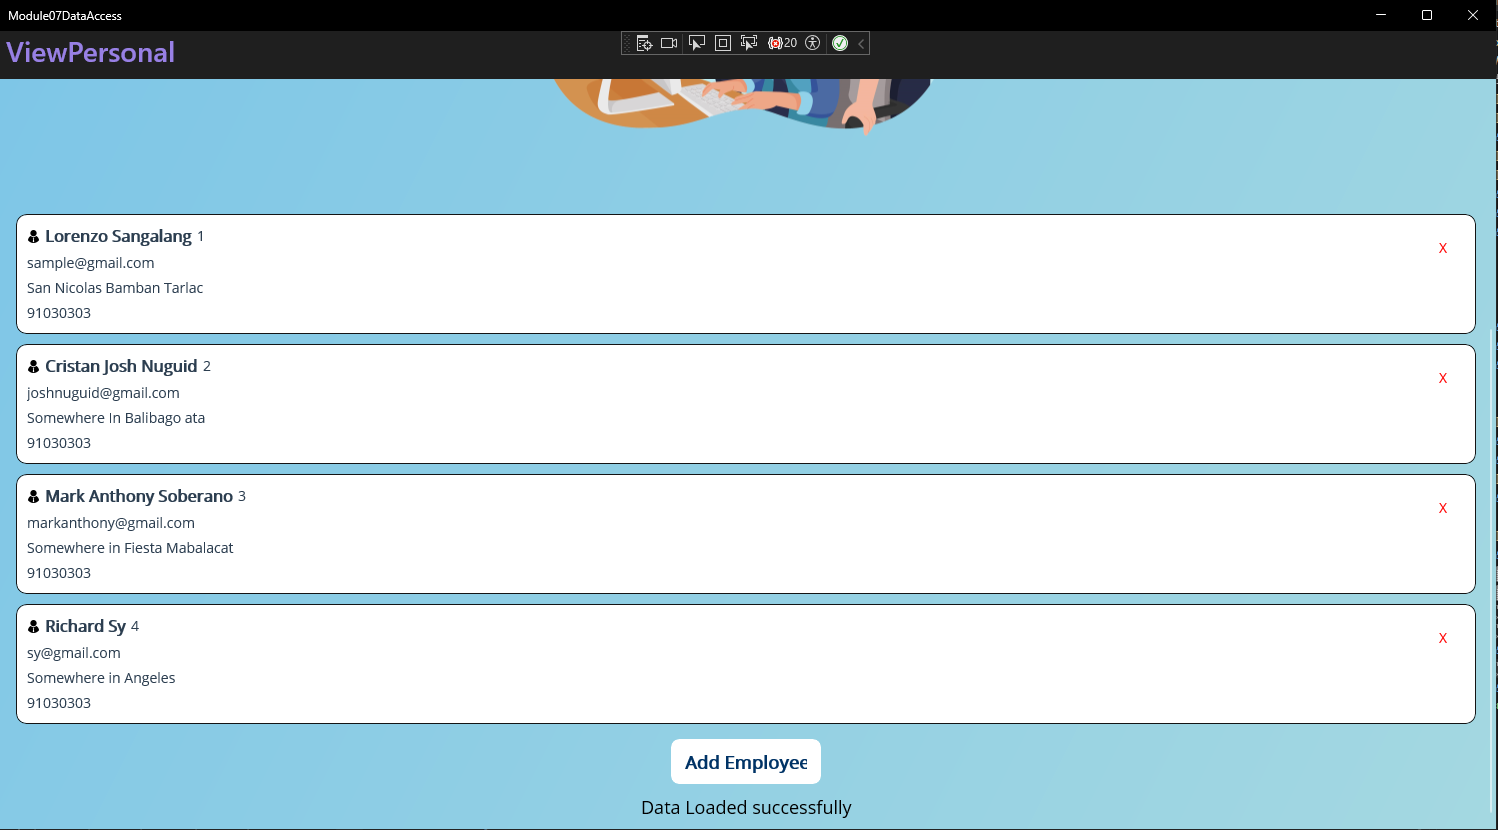 Module07DataAccess
ViewPersonal
20
Lorenzo Sangalang 1
X
sample@gmail.com
San Nicolas Bamban Tarlac
91030303
Cristan Josh Nuguid 2
X
joshnuguid@gmail.com
Somewhere In Balibago ata
91030303
Mark Anthony Soberano 3
X
markanthony@gmail.com
Somewhere in Fiesta Mabalacat
91030303
Richard Sy 4
X
sy@gmail.com
Somewhere in Angeles
91030303
Add Employee
Data Loaded successfully